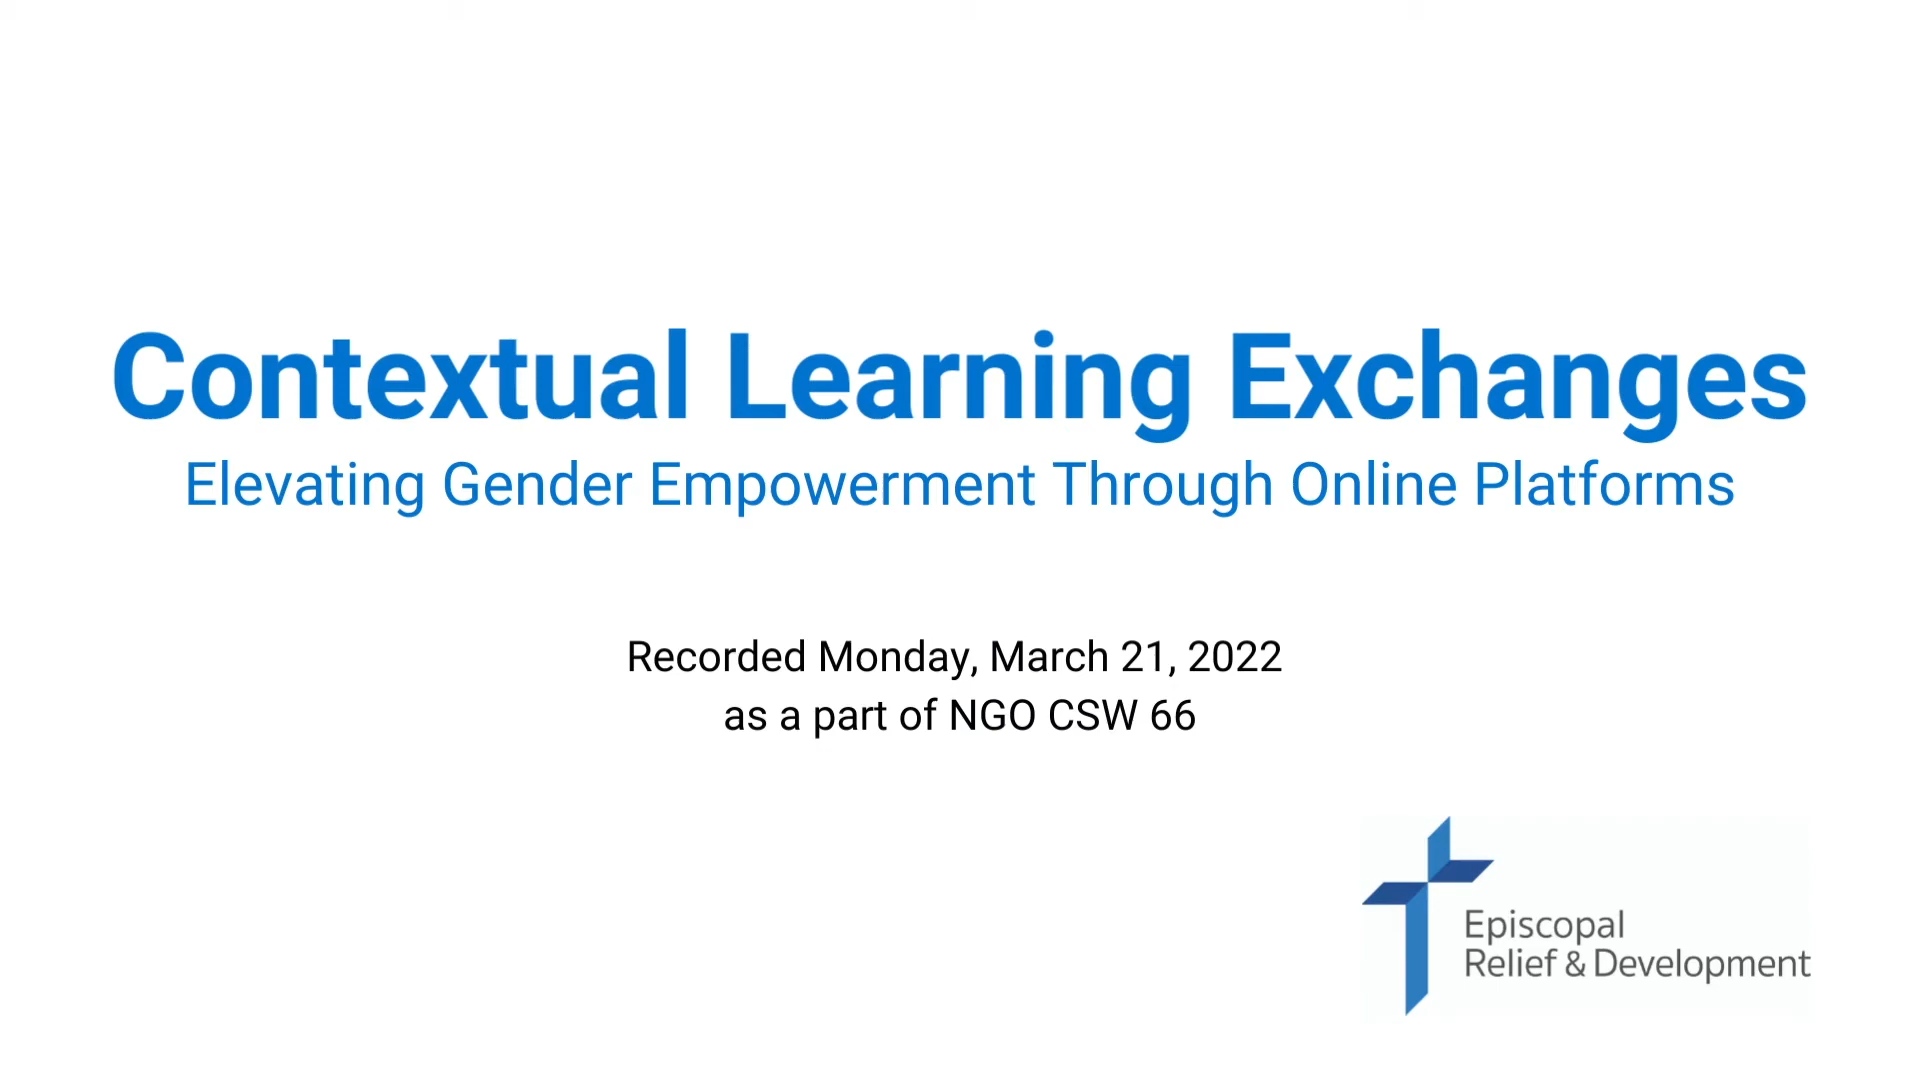 Contextual Learning Exchanges
Elevating Gender Empowerment Through Online Platforms
Recorded Monday, March 21, 2022
as a part of NGO CSW 66
Episcopal
Relief & Development